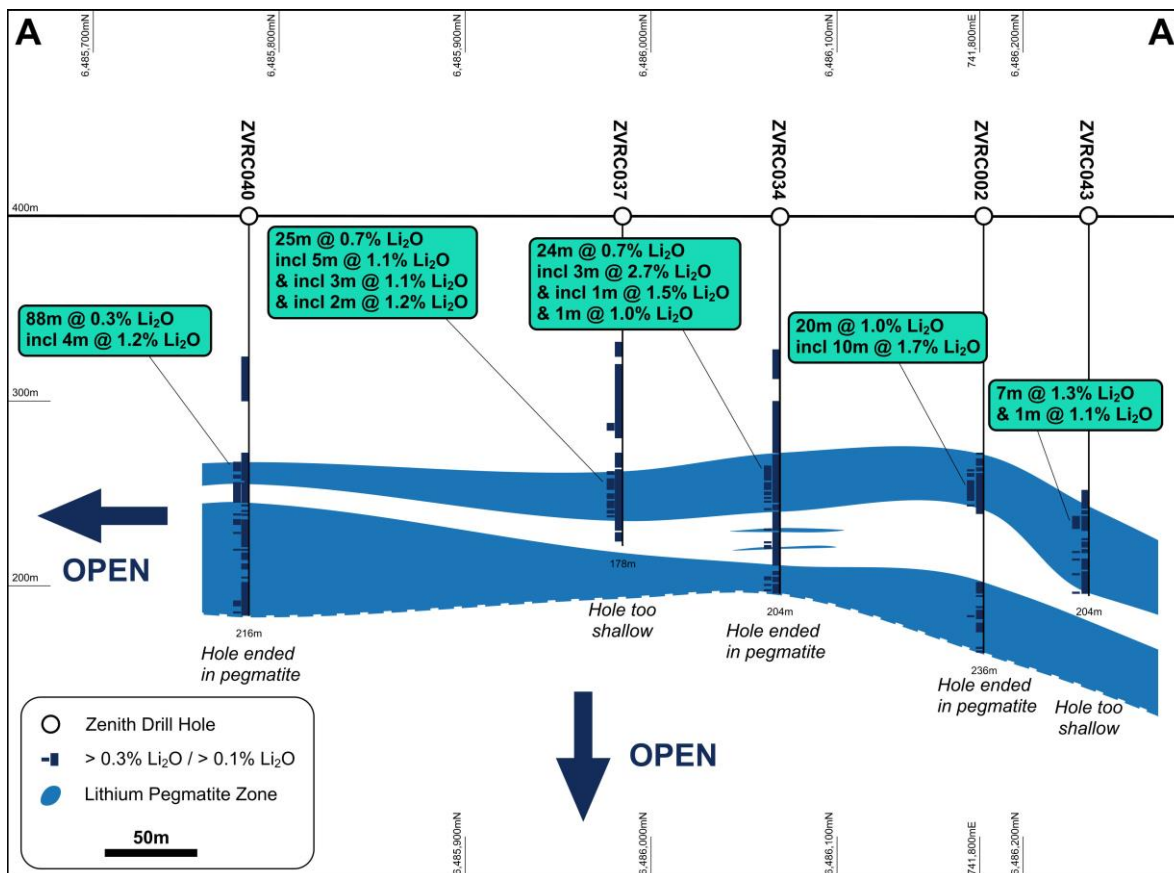 A
A
6,485,700mN
6,485,800mN
6,485,900mN
6,486,000mN
6,486,100mN
741,800mE
6,486,200mN
ZVRC040
ZVRC037
ZVRC034
ZVRC002
ZVRC043
400m
25m @ 0.7% Li₂O
incl 5m @ 1.1% Li₂O
& incl 3m @ 1.1% Li₂O
& incl 2m @ 1.2% Li₂O
24m @ 0.7% Li₂O
incl 3m @ 2.7% Li₂O
& incl 1m @ 1.5% Li₂O
& 1m @ 1.0% Li₂O
88m @ 0.3% Li₂O
incl 4m @ 1.2% Li₂O
20m @ 1.0% Li₂O
incl 10m @ 1.7% Li₂O
7m @ 1.3% Li₂O
& 1m @ 1.1% Li₂O
300m
OPEN
200m
178m
Hole too
shallow
216m
Hole ended
in pegmatite
204m
Hole ended
in pegmatite
236m
Hole ended
in pegmatite
204m
Hole too
shallow
OPEN
Zenith Drill Hole
> 0.3% Li₂O / > 0.1% Li₂O
Lithium Pegmatite Zone
50m
6,485,900mN
6,486,000mN
6,486,100mN
741,800mE
6,486,200mN